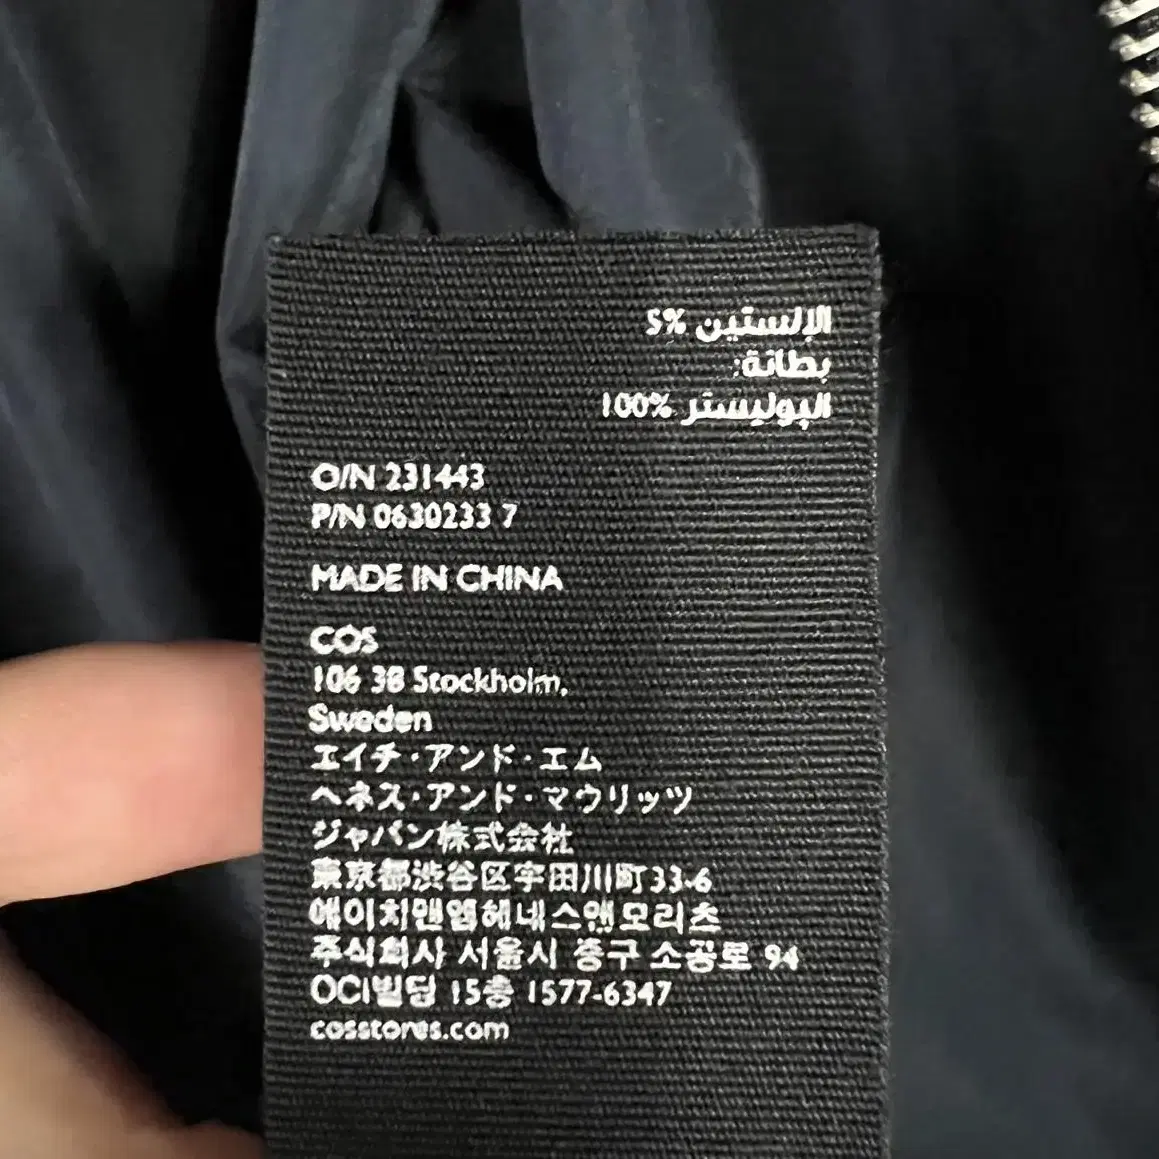 الإلستين 5%
بطانة:
البوليستر 100%
O/N 231443
P/N 0630233 7
MADE IN CHINA
COS
106 38 Stockholm,
Sweden
エイチ・アンド・エム
ヘネス・アンド・マウリッツ
ジャパン株式会社
東京都渋谷区宇田川町33-6
에이치앤엠헤네스앤모리츠
주식회사 서울시 중구 소공로 94
OCI빌딩 15층 1577-6347
cosstores.com